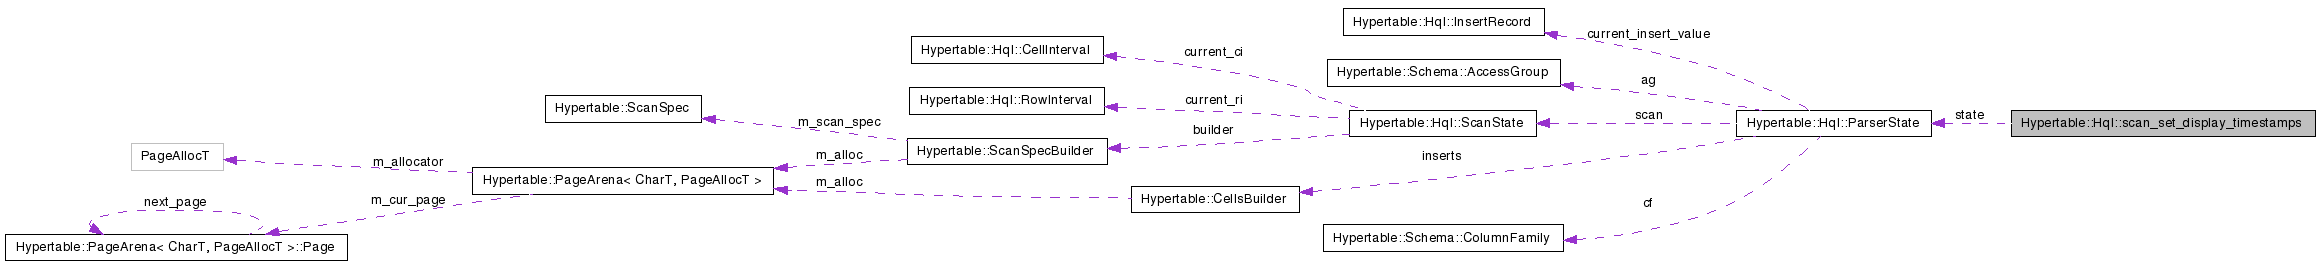 Hypertable::Hql::InsertRecord
current_insert_value
Hypertable::Hql::CellInterval
current_ci
Hypertable::Schema::AccessGroup
ag
Hypertable::ScanSpec
m_scan_spec
Hypertable::Hql::RowInterval
current_ri
builder
Hypertable::Hql::ScanState
scan
Hypertable::Hql::ParserState
state
Hypertable::Hql::scan_set_display_timestamps
PageAllocT
m_allocator
m_alloc
Hypertable::ScanSpecBuilder
inserts
Hypertable::PageArena< CharT, PageAllocT >
m_alloc
Hypertable::CellsBuilder
next_page
m_cur_page
cf
Hypertable::PageArena< CharT, PageAllocT >::Page
Hypertable::Schema::ColumnFamily